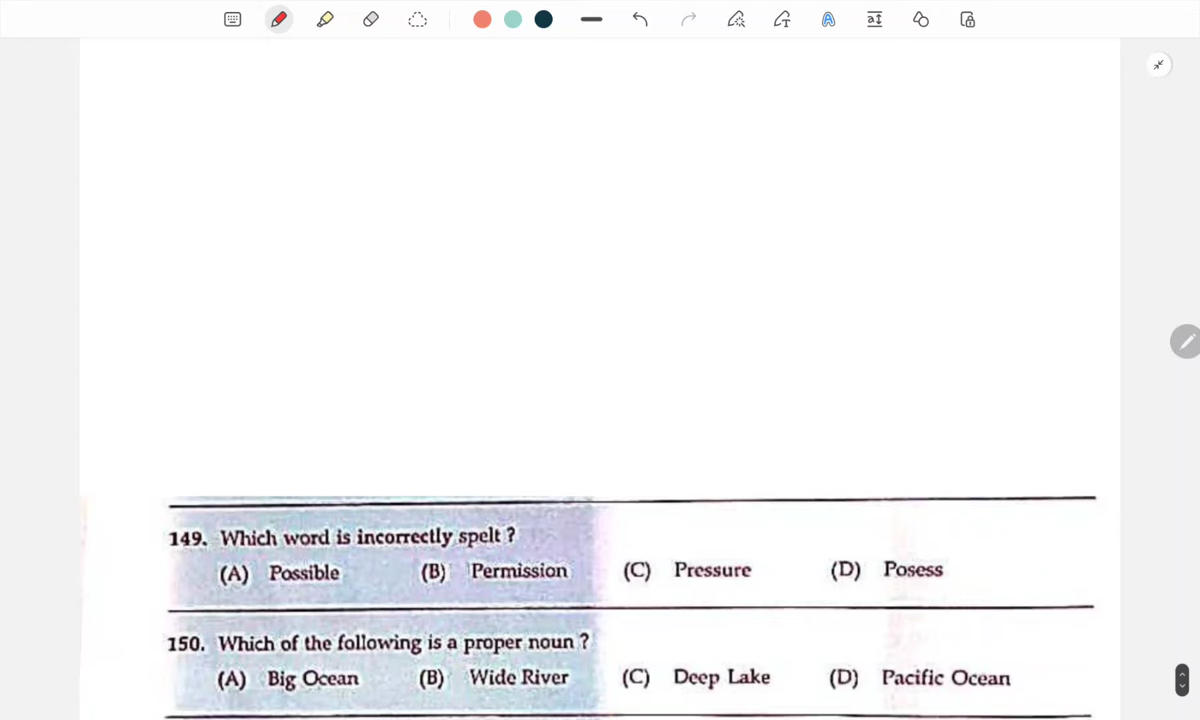 149. Which word is incorrectly spelt ?
(A) Possible (B) Permission (C) Pressure (D) Posess
150. Which of the following is a proper noun ?
(A) Big Ocean (B) Wide River (C) Deep Lake (D) Pacific Ocean